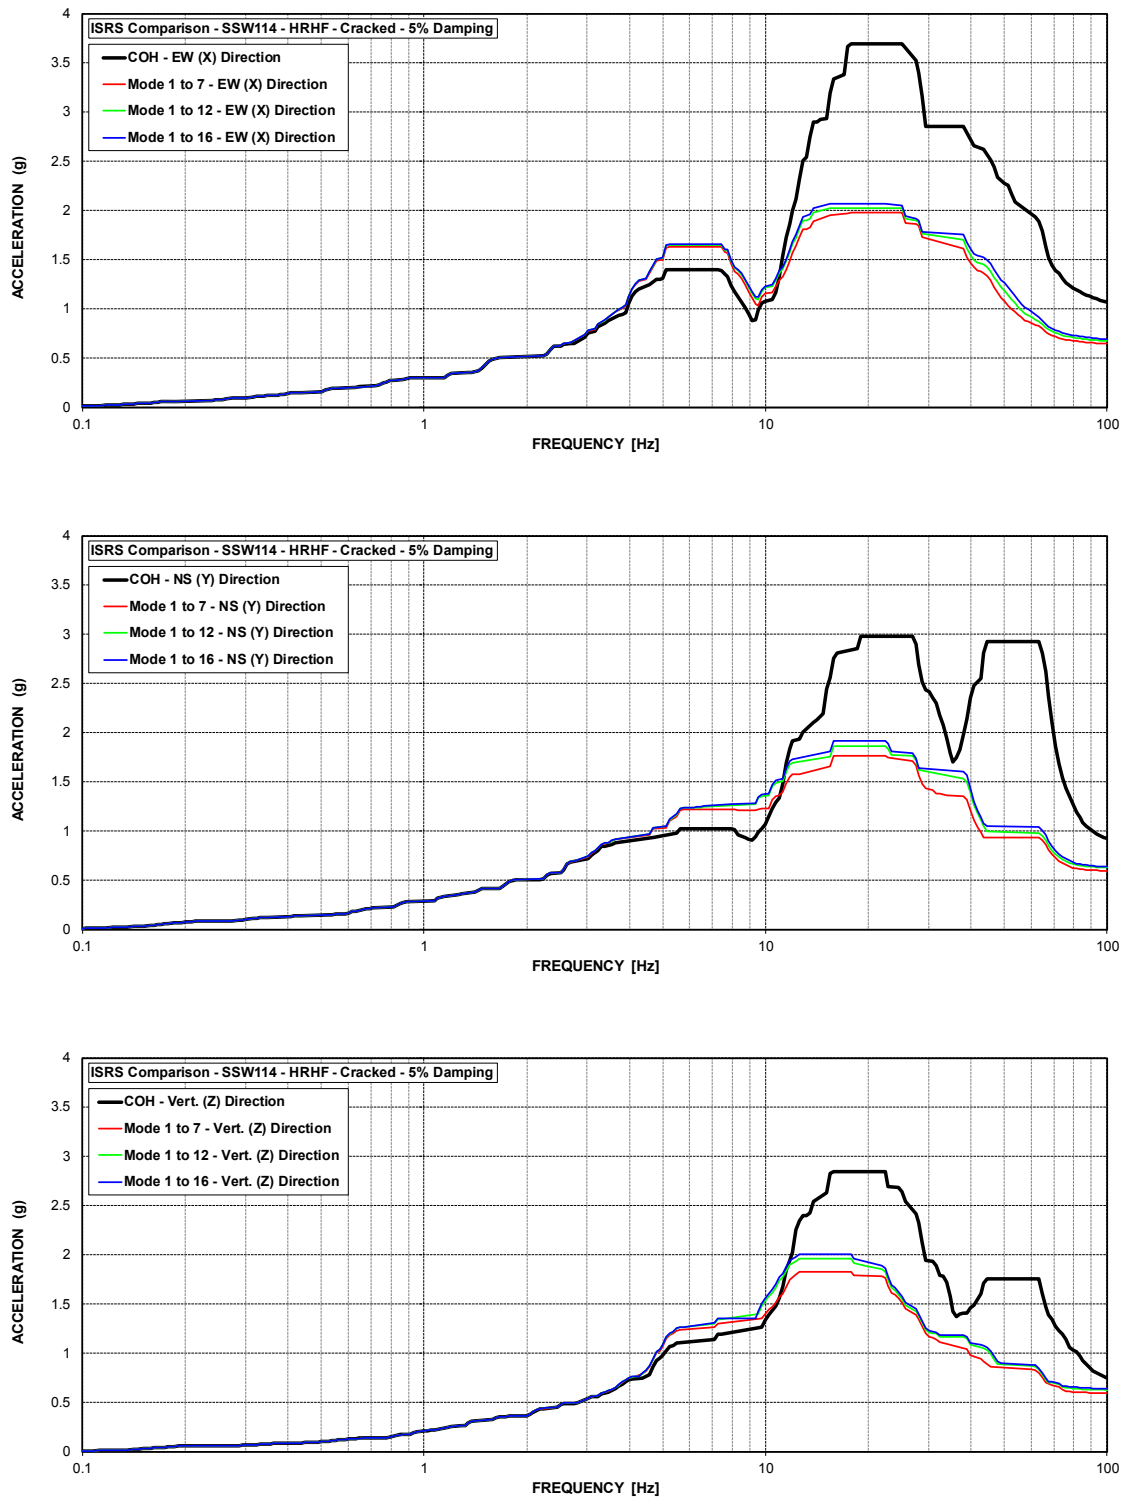 ISRS Comparison - SSW114 - HRHF - Cracked - 5% Damping
COH - EW (X) Direction
Mode 1 to 7 - EW (X) Direction
Mode 1 to 12 - EW (X) Direction
Mode 1 to 16 - EW (X) Direction
ACCELERATION (g)
4
3.5
3
2.5
2
1.5
1
0.5
0
0.1
1
10
100
FREQUENCY [Hz]
ISRS Comparison - SSW114 - HRHF - Cracked - 5% Damping
COH - NS (Y) Direction
Mode 1 to 7 - NS (Y) Direction
Mode 1 to 12 - NS (Y) Direction
Mode 1 to 16 - NS (Y) Direction
ACCELERATION (g)
4
3.5
3
2.5
2
1.5
1
0.5
0
0.1
1
10
100
FREQUENCY [Hz]
ISRS Comparison - SSW114 - HRHF - Cracked - 5% Damping
COH - Vert. (Z) Direction
Mode 1 to 7 - Vert. (Z) Direction
Mode 1 to 12 - Vert. (Z) Direction
Mode 1 to 16 - Vert. (Z) Direction
ACCELERATION (g)
4
3.5
3
2.5
2
1.5
1
0.5
0
0.1
1
10
100
FREQUENCY [Hz]